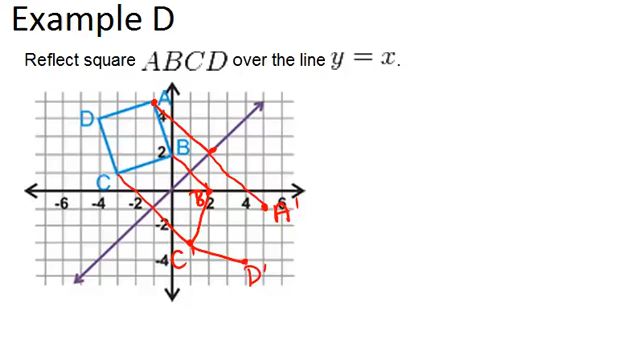 Example D
Reflect square ABCD over the line y = x.
A
D
4
2
B
C
-6
-4
-2
B'
2
4
6
A'
-2
-4
C'
D'